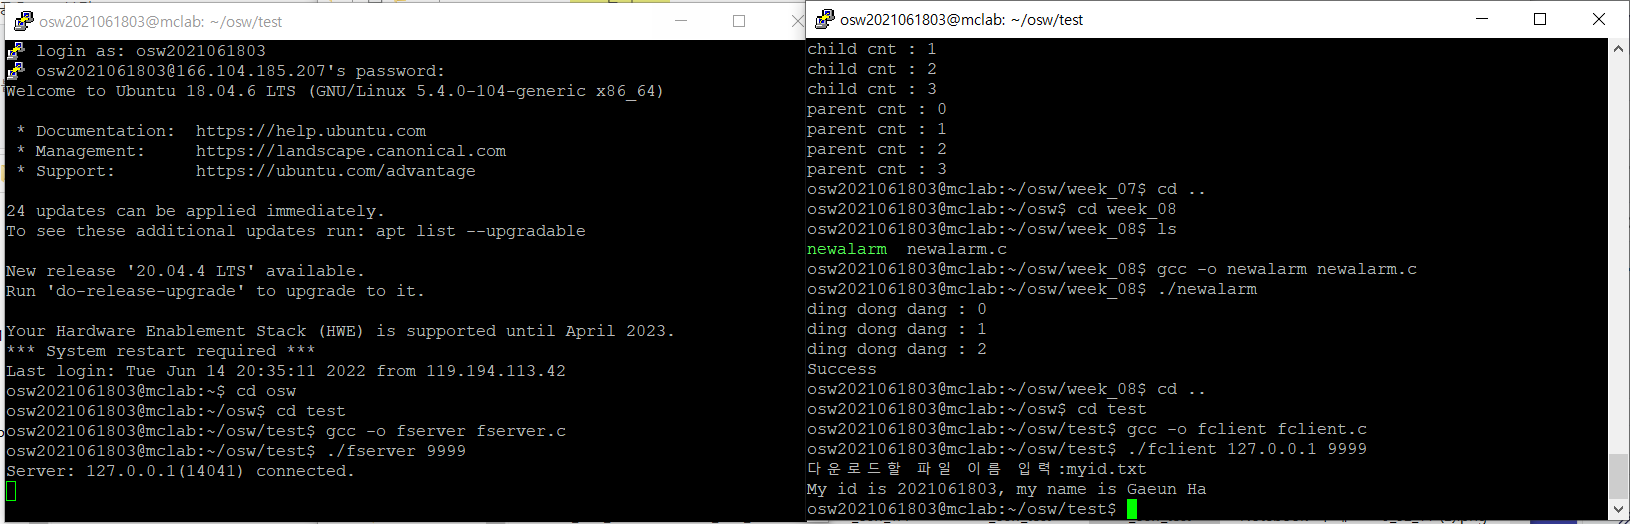 osw2021061803@mclab: ~/osw/test
login as: osw2021061803
osw2021061803@166.104.185.207's password:
Welcome to Ubuntu 18.04.6 LTS (GNU/Linux 5.4.0-104-generic x86_64)
* Documentation:  https://help.ubuntu.com
* Management:     https://landscape.canonical.com
* Support:        https://ubuntu.com/advantage
24 updates can be applied immediately.
To see these additional updates run: apt list --upgradable
New release '20.04.4 LTS' available.
Run 'do-release-upgrade' to upgrade to it.
Your Hardware Enablement Stack (HWE) is supported until April 2023.
*** System restart required ***
Last login: Tue Jun 14 20:35:11 2022 from 119.194.113.42
osw2021061803@mclab:~$ cd osw
osw2021061803@mclab:~/osw$ cd test
osw2021061803@mclab:~/osw/test$ gcc -o fserver fserver.c
osw2021061803@mclab:~/osw/test$ ./fserver 9999
Server: 127.0.0.1(14041) connected.
osw2021061803@mclab: ~/osw/test
child cnt : 1
child cnt : 2
child cnt : 3
parent cnt : 0
parent cnt : 1
parent cnt : 2
parent cnt : 3
osw2021061803@mclab:~/osw/week_07$ cd ..
osw2021061803@mclab:~/osw$ cd week_08
osw2021061803@mclab:~/osw/week_08$ ls
newalarm  newalarm.c
osw2021061803@mclab:~/osw/week_08$ gcc -o newalarm newalarm.c
osw2021061803@mclab:~/osw/week_08$ ./newalarm
ding dong dang : 0
ding dong dang : 1
ding dong dang : 2
Success
osw2021061803@mclab:~/osw/week_08$ cd ..
osw2021061803@mclab:~/osw$ cd test
osw2021061803@mclab:~/osw/test$ gcc -o fclient fclient.c
osw2021061803@mclab:~/osw/test$ ./fclient 127.0.0.1 9999
다운로드할 파일 이름 입력:myid.txt
My id is 2021061803, my name is Gaeun Ha
osw2021061803@mclab:~/osw/test$